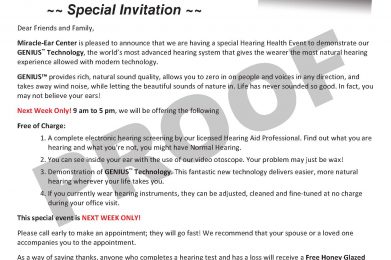 ~~ Special Invitation ~~
Dear Friends and Family,
Miracle-Ear Center is pleased to announce that we are having a special Hearing Health Event to demonstrate our
GENIUS™ Technology, the world's most advanced hearing system that gives the wearer the most natural hearing
experience allowed with modern technology.
GENIUS™ provides rich, natural sound quality, allows you to zero in on people and voices in any direction, and
takes away wind noise, while letting the beautiful sounds of nature in. Life has never sounded so good. In fact, you
may not believe your ears!
Next Week Only! 9 am to 5 pm, we will be offering the following
Free of Charge:
1. A complete electronic hearing screening by our licensed Hearing Aid Professional. Find out what you are
hearing an, what you're not, you might have Normal Hearing.
2. You can see inside your ear with the use of our video otoscope. Your problem may just be wax!
3. Demonstration of GENIUS™ Technology. This fantastic new technology delivers easier, more natural
hearing wherever your life takes you.
4. If you currently wear hearing instruments, they can be adjusted, cleaned and fine-tuned at no charge
during your office visit.
This special event is NEXT WEEK ONLY!
Please call early to make an appointment; they will go fast! We recommend that your spouse or a loved one
accompanies you to the appointment.
As a way of saying thanks, anyone who completes a hearing test and has a loss will receive a Free Honey Glazed
PROOF